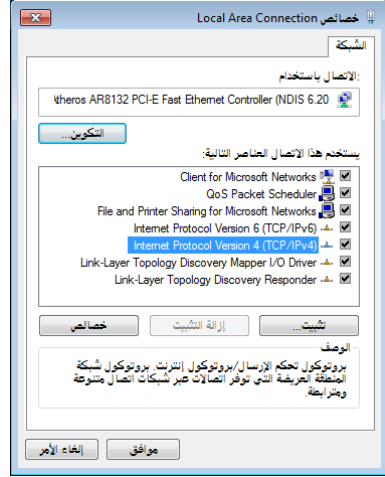 خصائص Local Area Connection
الشبكة
الاتصال باستخدام:
theros AR8132 PCI-E Fast Ethernet Controller (NDIS 6.20
التكوين...
يستخدم هذا الاتصال العناصر التالية:
Client for Microsoft Networks
QoS Packet Scheduler
File and Printer Sharing for Microsoft Networks
Internet Protocol Version 6 (TCP/IPv6)
Internet Protocol Version 4 (TCP/IPv4)
Link-Layer Topology Discovery Mapper I/O Driver
Link-Layer Topology Discovery Responder
تثبيت... إزالة التثبيت خصائص
الوصف
بروتوكول تحكم الإرسال/بروتوكول إنترنت. بروتوكول شبكة
المنطقة العريضة التي توفر اتصالات عبر شبكات اتصال متنوعة
ومترابطة.
موافق إلغاء الأمر